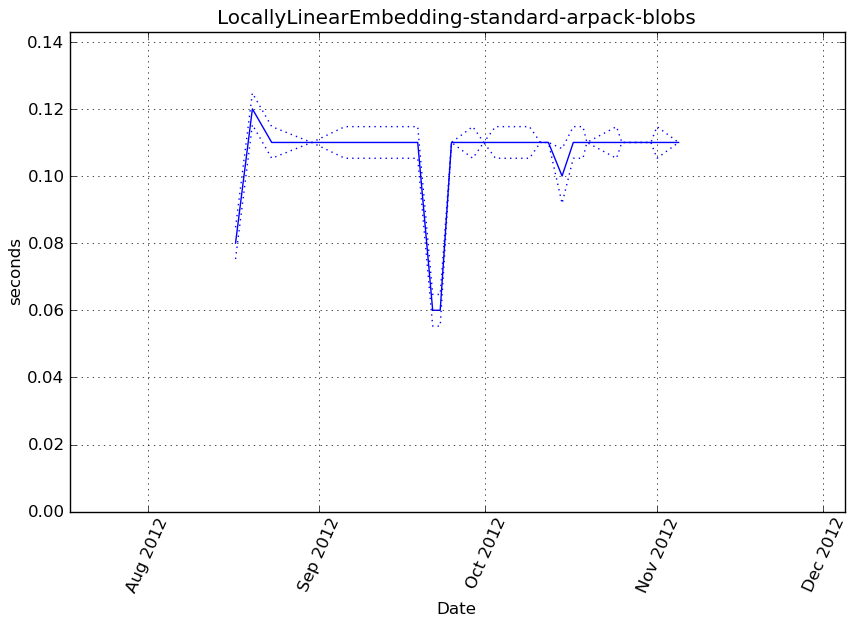 LocallyLinearEmbedding-standard-arpack-blobs
0.14
0.12
0.10
0.08
0.06
0.04
0.02
0.00
seconds
Aug 2012
Sep 2012
Oct 2012
Nov 2012
Dec 2012
Date